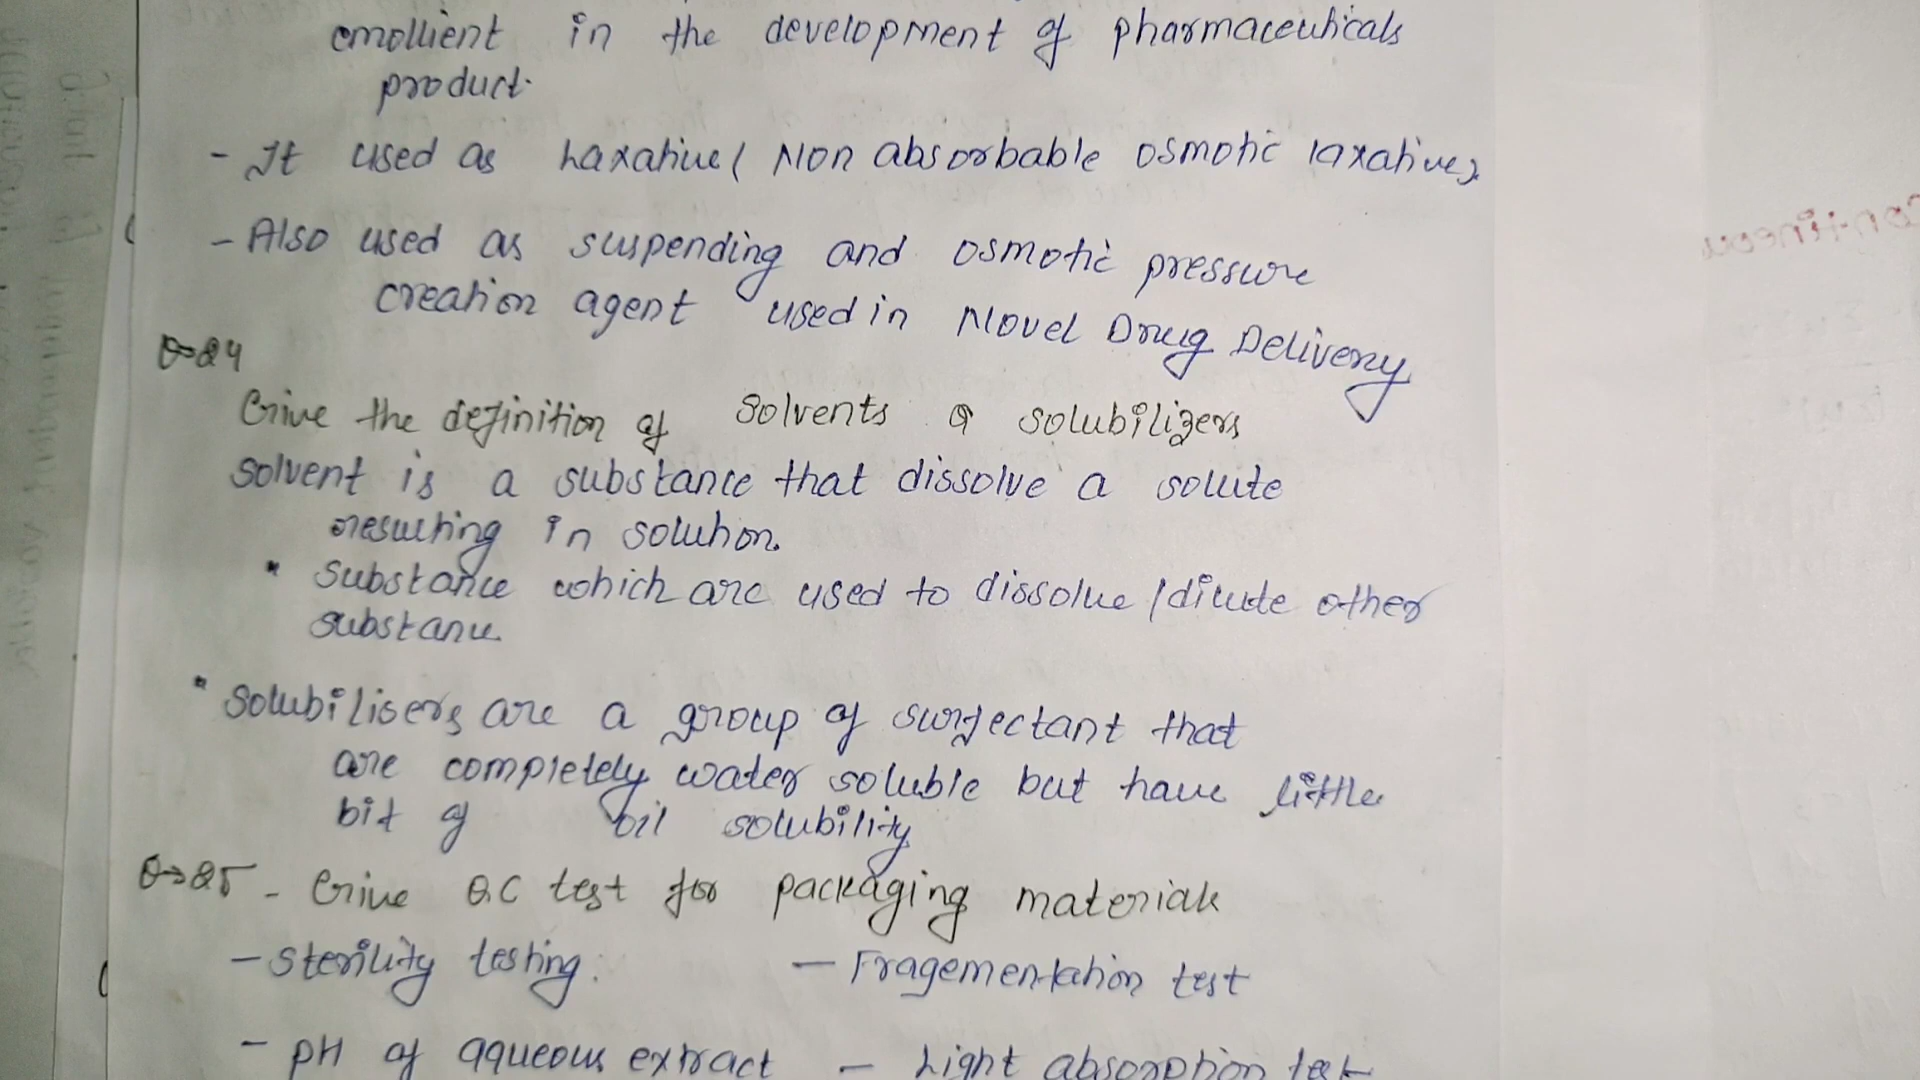 emollient in the development of pharmaceuticals
product.
- It used as Laxative ( Non absorbable osmotic laxative)
- Also used as suspending and osmotic pressure
creation agent used in Novel Drug Delivery
Q→24
Give the definition of solvents & solubilizers
solvent is a substance that dissolve a solute
resulting in solution.
• substance which are used to dissolve / dilute other
substance.
• Solubilisers are a group of surfectant that
are completely water soluble but have little
bit of oil solubility
Q→25 - Give QC test for packaging materials
- Sterility testing. - Fragementation test
- pH of aqueous extract - Light absorption test